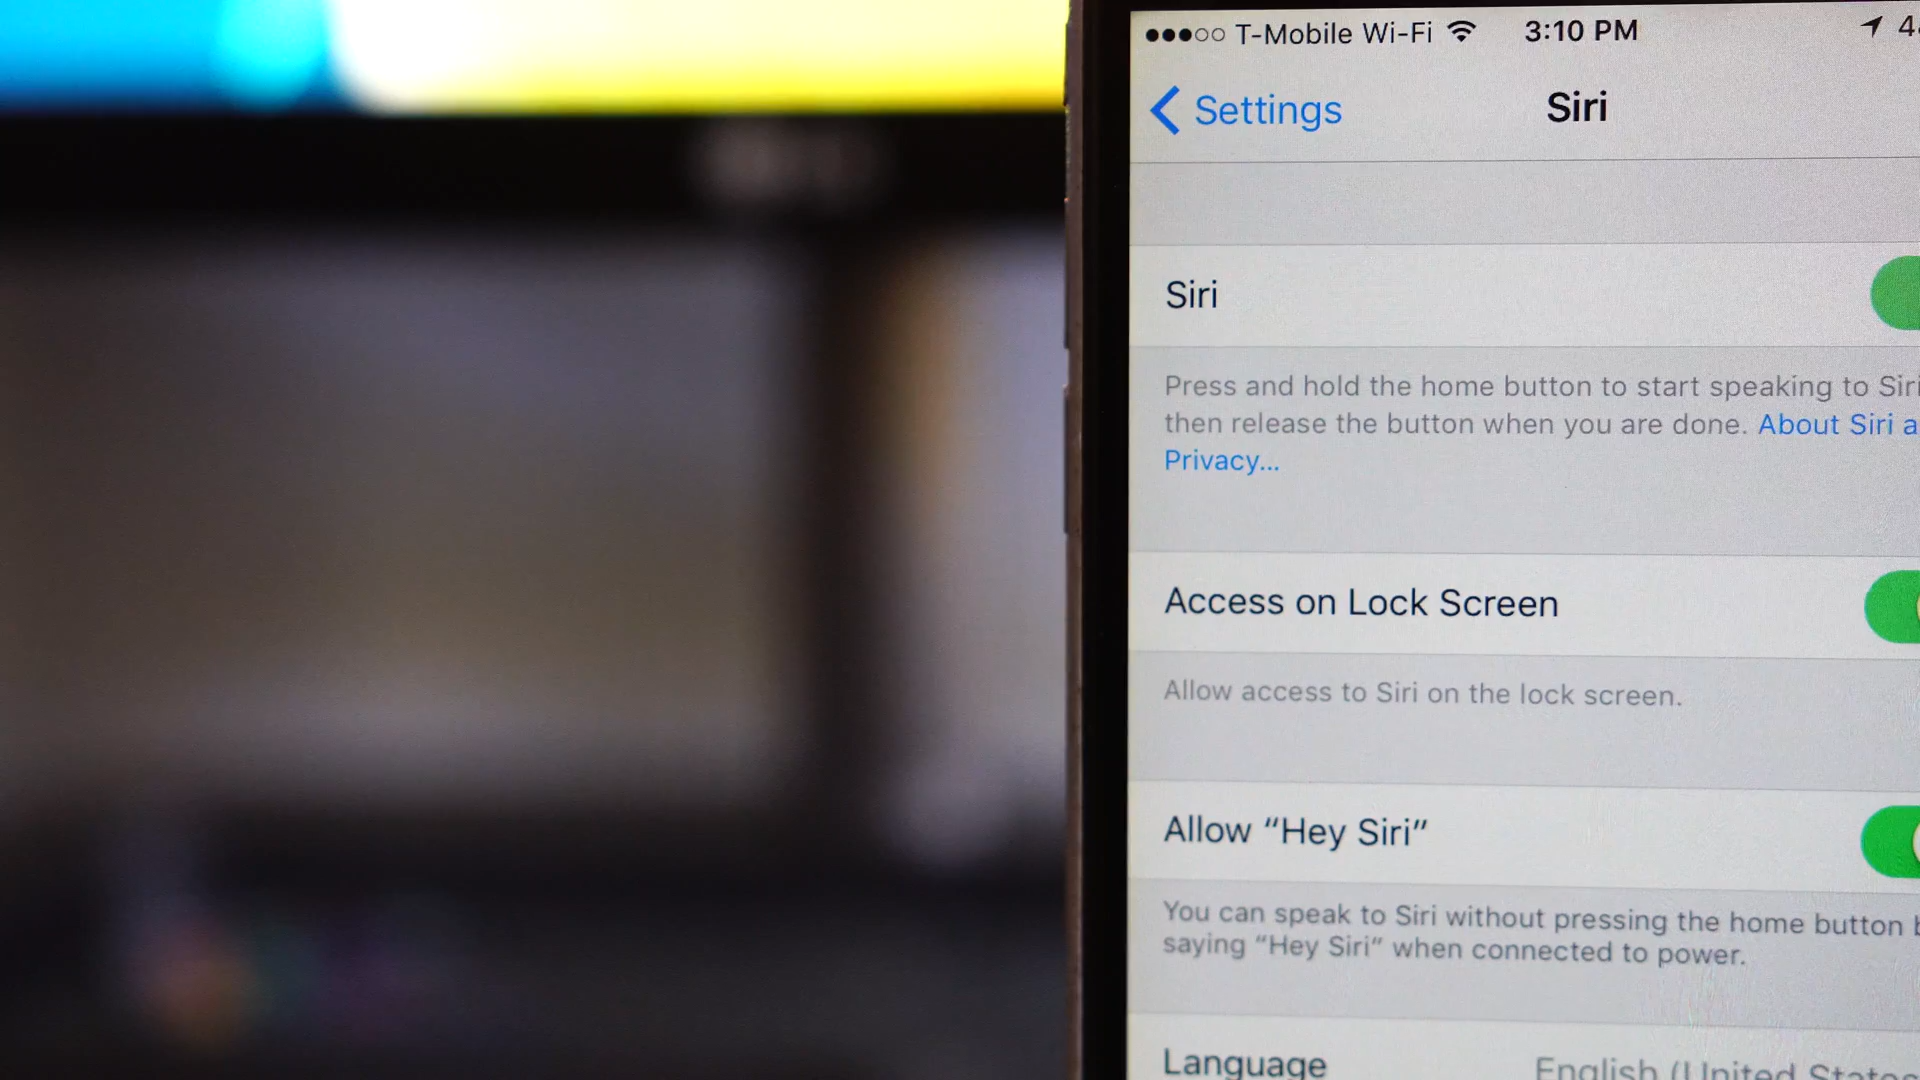 T-Mobile Wi-Fi 3:10 PM
Settings Siri
Siri
Press and hold the home button to start speaking to Siri
then release the button when you are done. About Siri a
Privacy...
Access on Lock Screen
Allow access to Siri on the lock screen.
Allow “Hey Siri”
You can speak to Siri without pressing the home button b
saying “Hey Siri” when connected to power.
Language English (United States